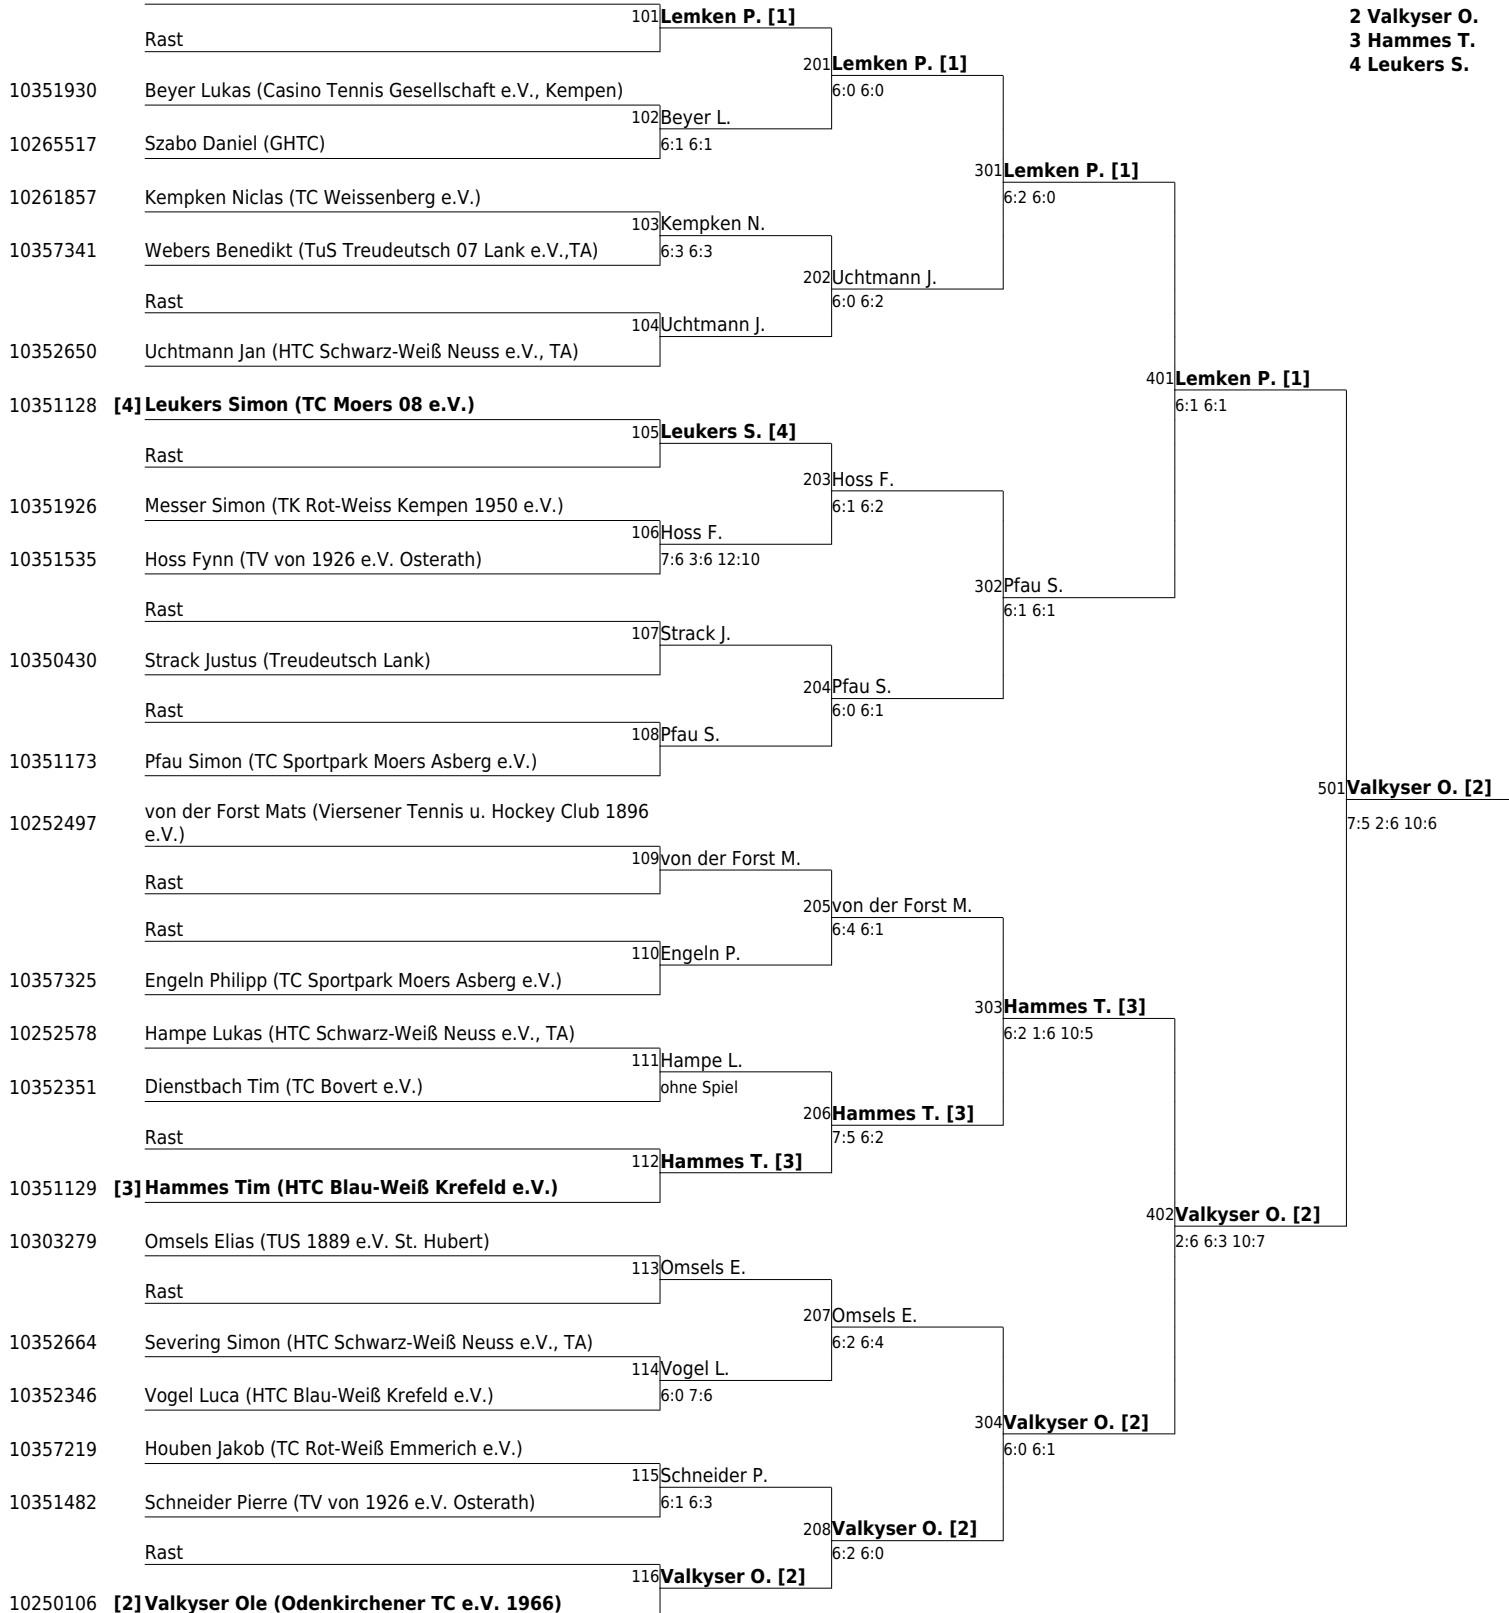 101 Lemken P. [1]
2 Valkyser O.
Rast
3 Hammes T.
201 Lemken P. [1]
4 Leukers S.
10351930 Beyer Lukas (Casino Tennis Gesellschaft e.V., Kempen)
6:0 6:0
102 Beyer L.
10265517 Szabo Daniel (GHTC)
6:1 6:1
301 Lemken P. [1]
10261857 Kempken Niclas (TC Weissenberg e.V.)
6:2 6:0
103 Kempken N.
10357341 Webers Benedikt (TuS Treudeutsch 07 Lank e.V.,TA)
6:3 6:3
202 Uchtmann J.
Rast
6:0 6:2
104 Uchtmann J.
10352650 Uchtmann Jan (HTC Schwarz-Weiß Neuss e.V., TA)
401 Lemken P. [1]
10351128 [4] Leukers Simon (TC Moers 08 e.V.)
6:1 6:1
105 Leukers S. [4]
Rast
203 Hoss F.
10351926 Messer Simon (TK Rot-Weiss Kempen 1950 e.V.)
6:1 6:2
106 Hoss F.
10351535 Hoss Fynn (TV von 1926 e.V. Osterath)
7:6 3:6 12:10
302 Pfau S.
Rast
6:1 6:1
107 Strack J.
10350430 Strack Justus (Treudeutsch Lank)
204 Pfau S.
Rast
6:0 6:1
108 Pfau S.
10351173 Pfau Simon (TC Sportpark Moers Asberg e.V.)
501 Valkyser O. [2]
10252497 von der Forst Mats (Viersener Tennis u. Hockey Club 1896
e.V.)
7:5 2:6 10:6
109 von der Forst M.
Rast
205 von der Forst M.
Rast
6:4 6:1
110 Engeln P.
10357325 Engeln Philipp (TC Sportpark Moers Asberg e.V.)
303 Hammes T. [3]
10252578 Hampe Lukas (HTC Schwarz-Weiß Neuss e.V., TA)
6:2 1:6 10:5
111 Hampe L.
10352351 Dienstbach Tim (TC Bovert e.V.)
ohne Spiel
206 Hammes T. [3]
Rast
7:5 6:2
112 Hammes T. [3]
10351129 [3] Hammes Tim (HTC Blau-Weiß Krefeld e.V.)
402 Valkyser O. [2]
10303279 Omsels Elias (TUS 1889 e.V. St. Hubert)
2:6 6:3 10:7
113 Omsels E.
Rast
207 Omsels E.
10352664 Severing Simon (HTC Schwarz-Weiß Neuss e.V., TA)
6:2 6:4
114 Vogel L.
10352346 Vogel Luca (HTC Blau-Weiß Krefeld e.V.)
6:0 7:6
304 Valkyser O. [2]
10357219 Houben Jakob (TC Rot-Weiß Emmerich e.V.)
6:0 6:1
115 Schneider P.
10351482 Schneider Pierre (TV von 1926 e.V. Osterath)
6:1 6:3
208 Valkyser O. [2]
Rast
6:2 6:0
116 Valkyser O. [2]
10250106 [2] Valkyser Ole (Odenkirchener TC e.V. 1966)